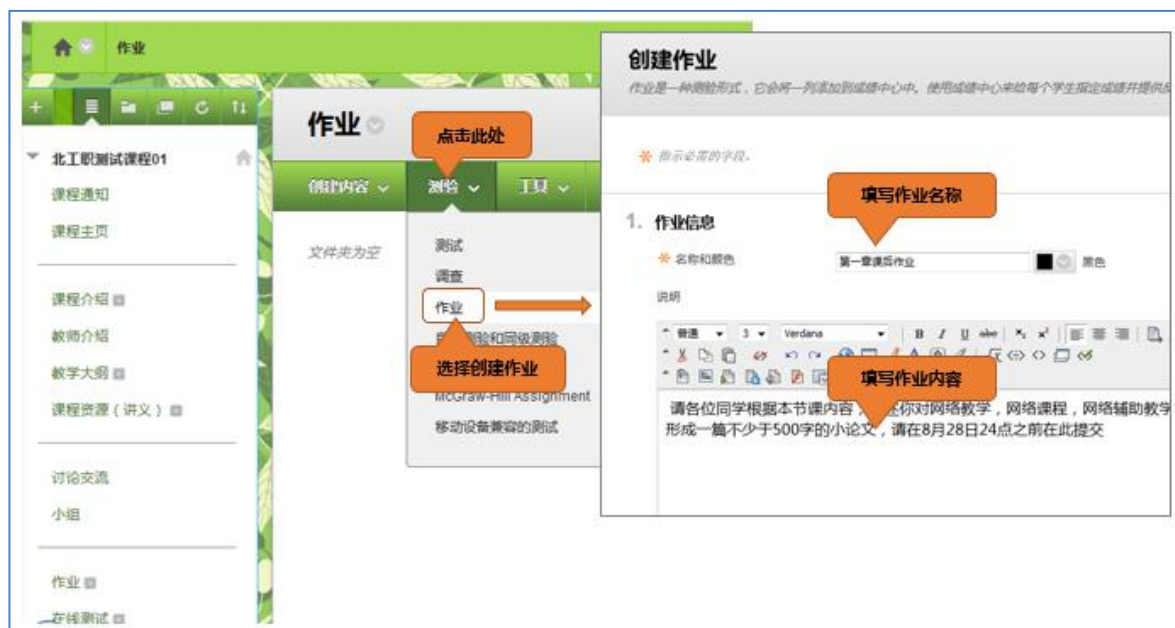 作业
北工职测试课程01
课程通知
课程主页
课程介绍
教师介绍
教学大纲
课程资源(讲义)
讨论交流
小组
作业
在线测试
作业
点击此处
创建内容
测验
工具
文件夹为空
测试
调查
作业
测验和同级测验
选择创建作业
McGraw-Hill Assignment
移动设备兼容的测试
创建作业
作业是一种测验形式,它会将一列添加到成绩中心中。使用成绩中心来给每个学生指定成绩并提供
指示必需的字段。
填写作业名称
1. 作业信息
名称和颜色
第一章课后作业
黑色
说明
普通 3 Verdana B I U abc
填写作业内容
请各位同学根据本节课内容, 你对网络教学,网络课程,网络辅助教学
形成一篇不少于500字的小论文,请在8月28日24点之前在此提交